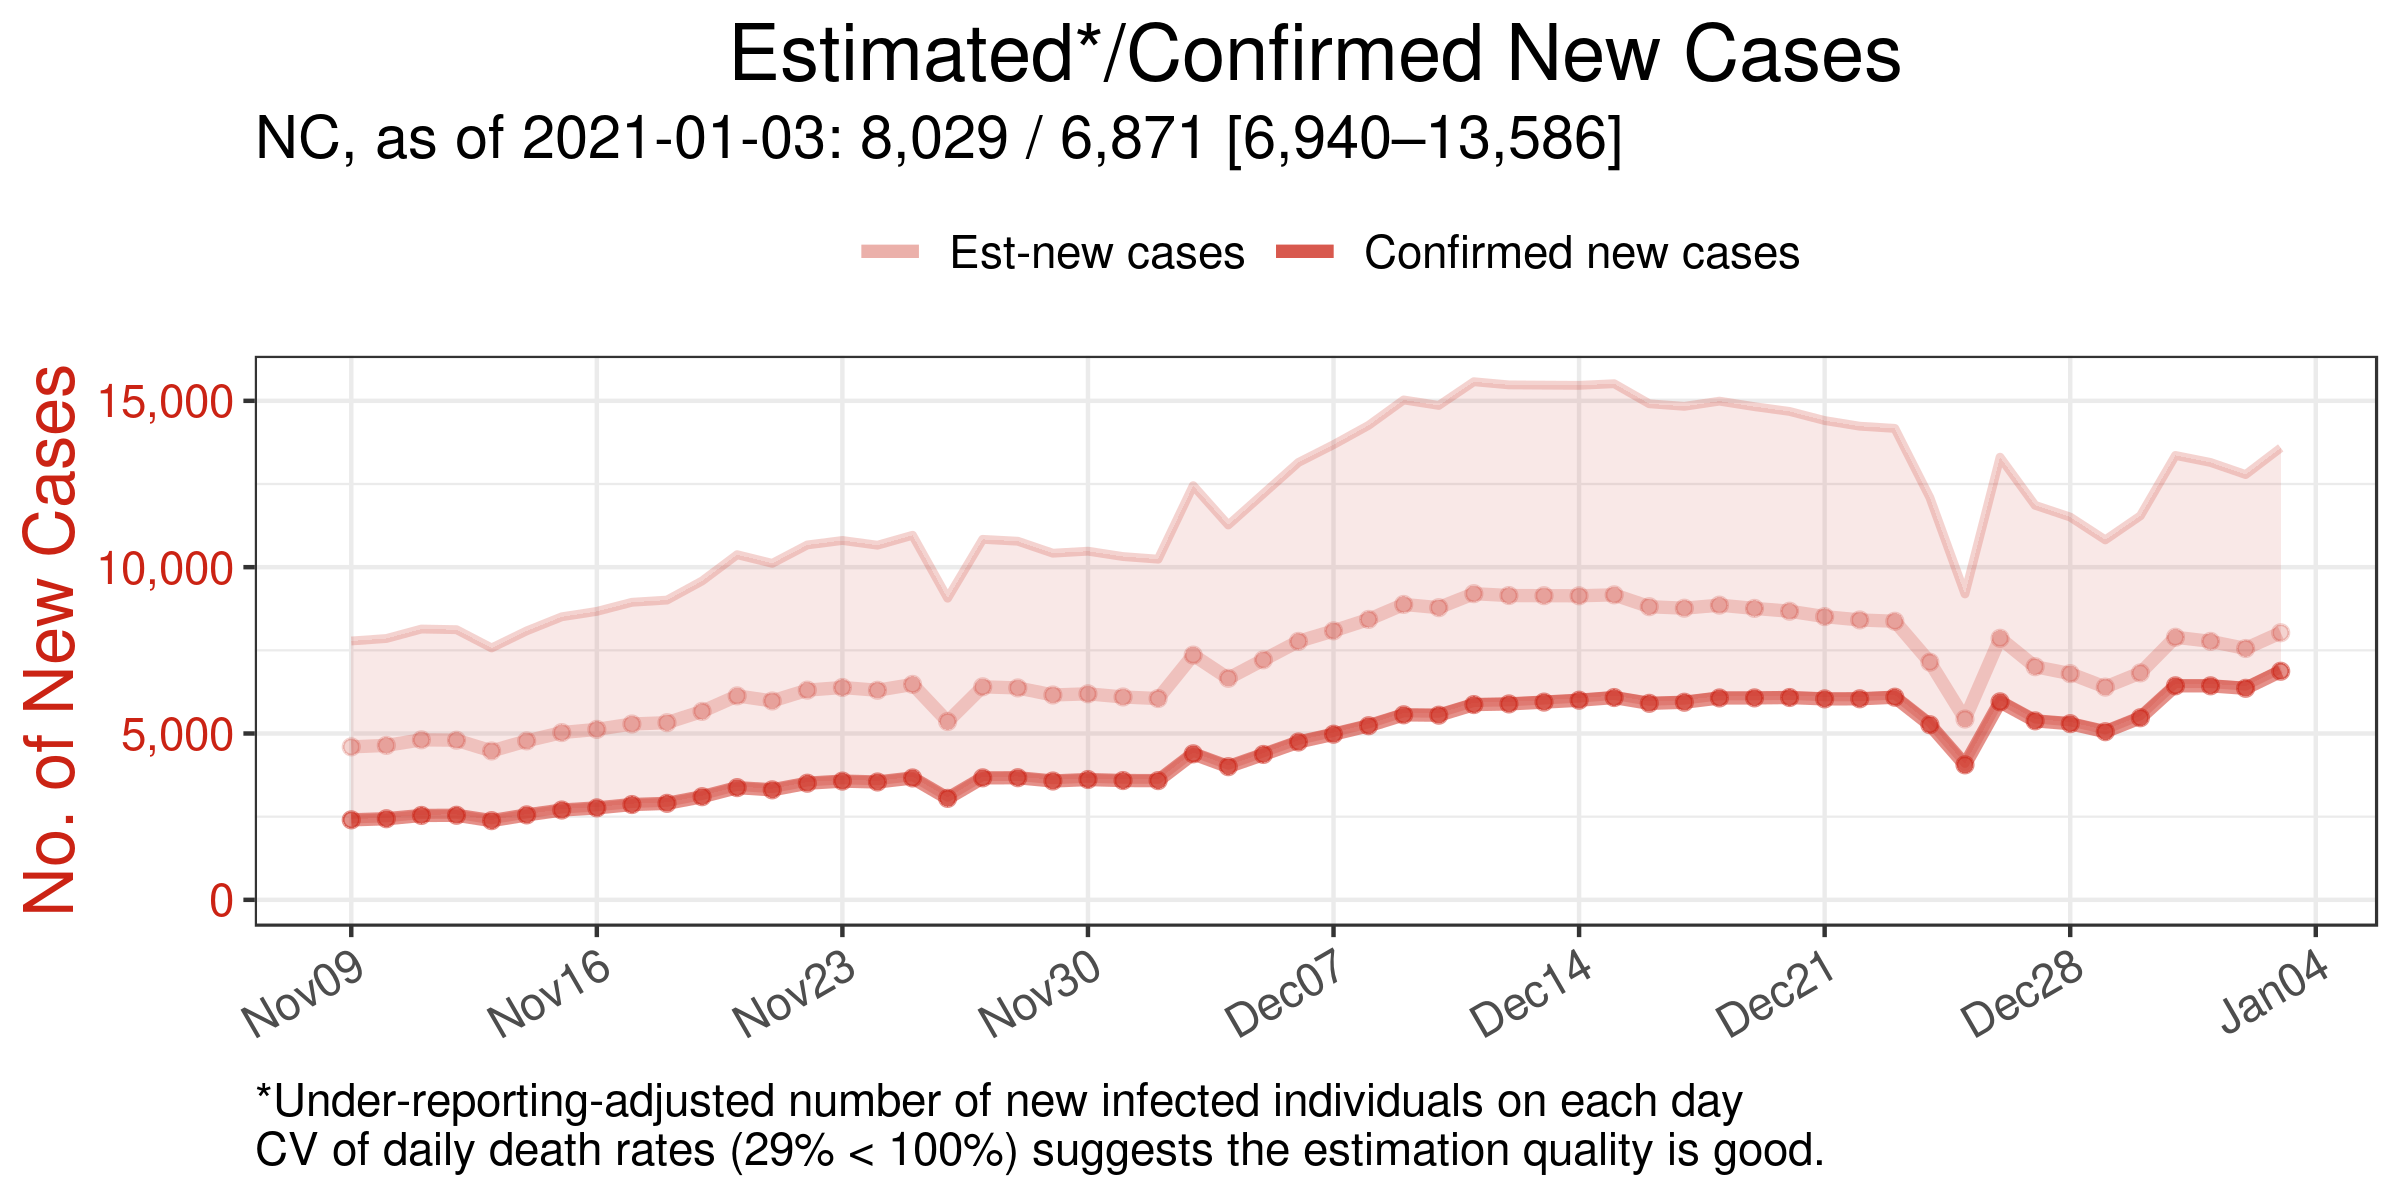 Estimated*/Confirmed New Cases
NC, as of 2021-01-03: 8,029 / 6,871 [6,940–13,586]
Est-new cases
Confirmed new cases
No. of New Cases
15,000
10,000
5,000
0
Nov09
Nov16
Nov23
Nov30
Dec07
Dec14
Dec21
Dec28
Jan04
*Under-reporting-adjusted number of new infected individuals on each day
CV of daily death rates (29% < 100%) suggests the estimation quality is good.